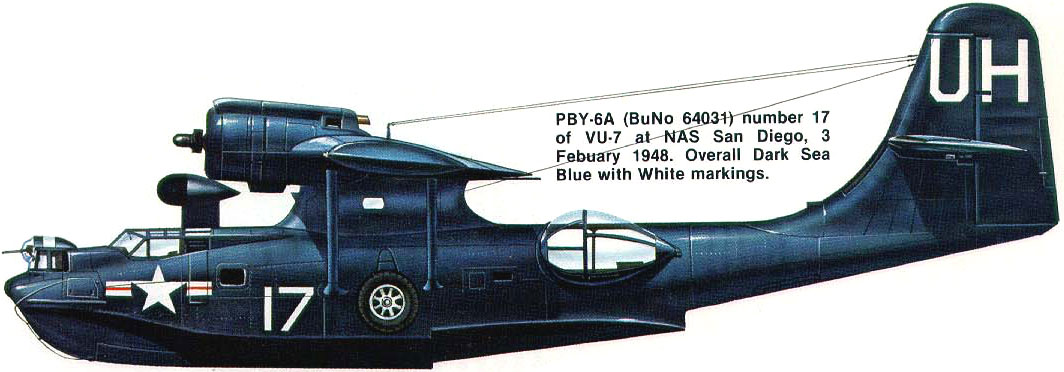 UH
PBY-6A (BuNo 64031) number 17
of VU-7 at NAS San Diego, 3
Febuary 1948. Overall Dark Sea
Blue with White markings.
17